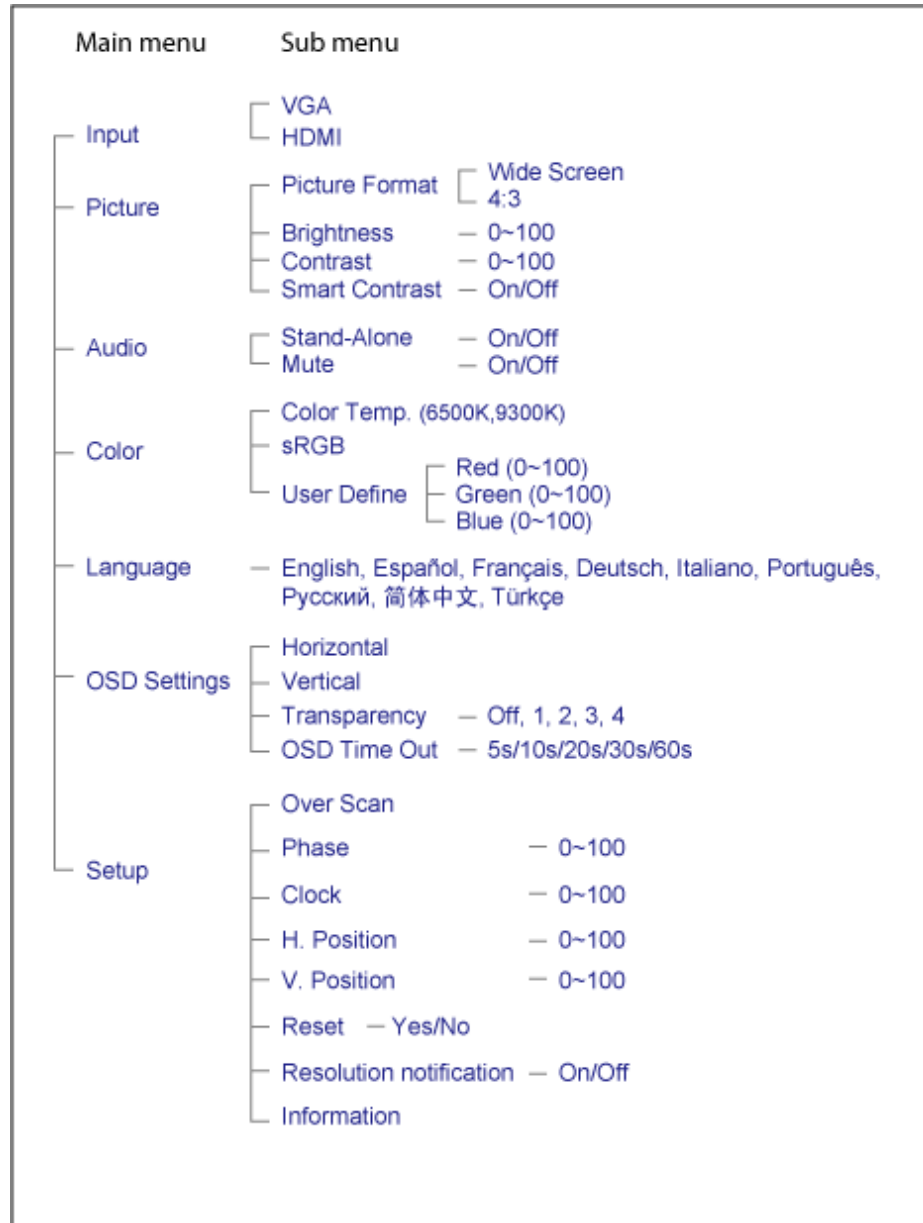 Main menu Sub menu
VGA
Input
HDMI
Picture Format Wide Screen
4:3
Picture
Brightness — 0~100
Contrast — 0~100
Smart Contrast — On/Off
Audio
Stand-Alone — On/Off
Mute — On/Off
Color Temp. (6500K,9300K)
Color
sRGB
Red (0~100)
User Define Green (0~100)
Blue (0~100)
Language — English, Español, Français, Deutsch, Italiano, Português,
Русский, 简体中文, Türkçe
Horizontal
OSD Settings Vertical
Transparency — Off, 1, 2, 3, 4
OSD Time Out — 5s/10s/20s/30s/60s
Over Scan
Phase — 0~100
Setup
Clock — 0~100
H. Position — 0~100
V. Position — 0~100
Reset — Yes/No
Resolution notification — On/Off
Information